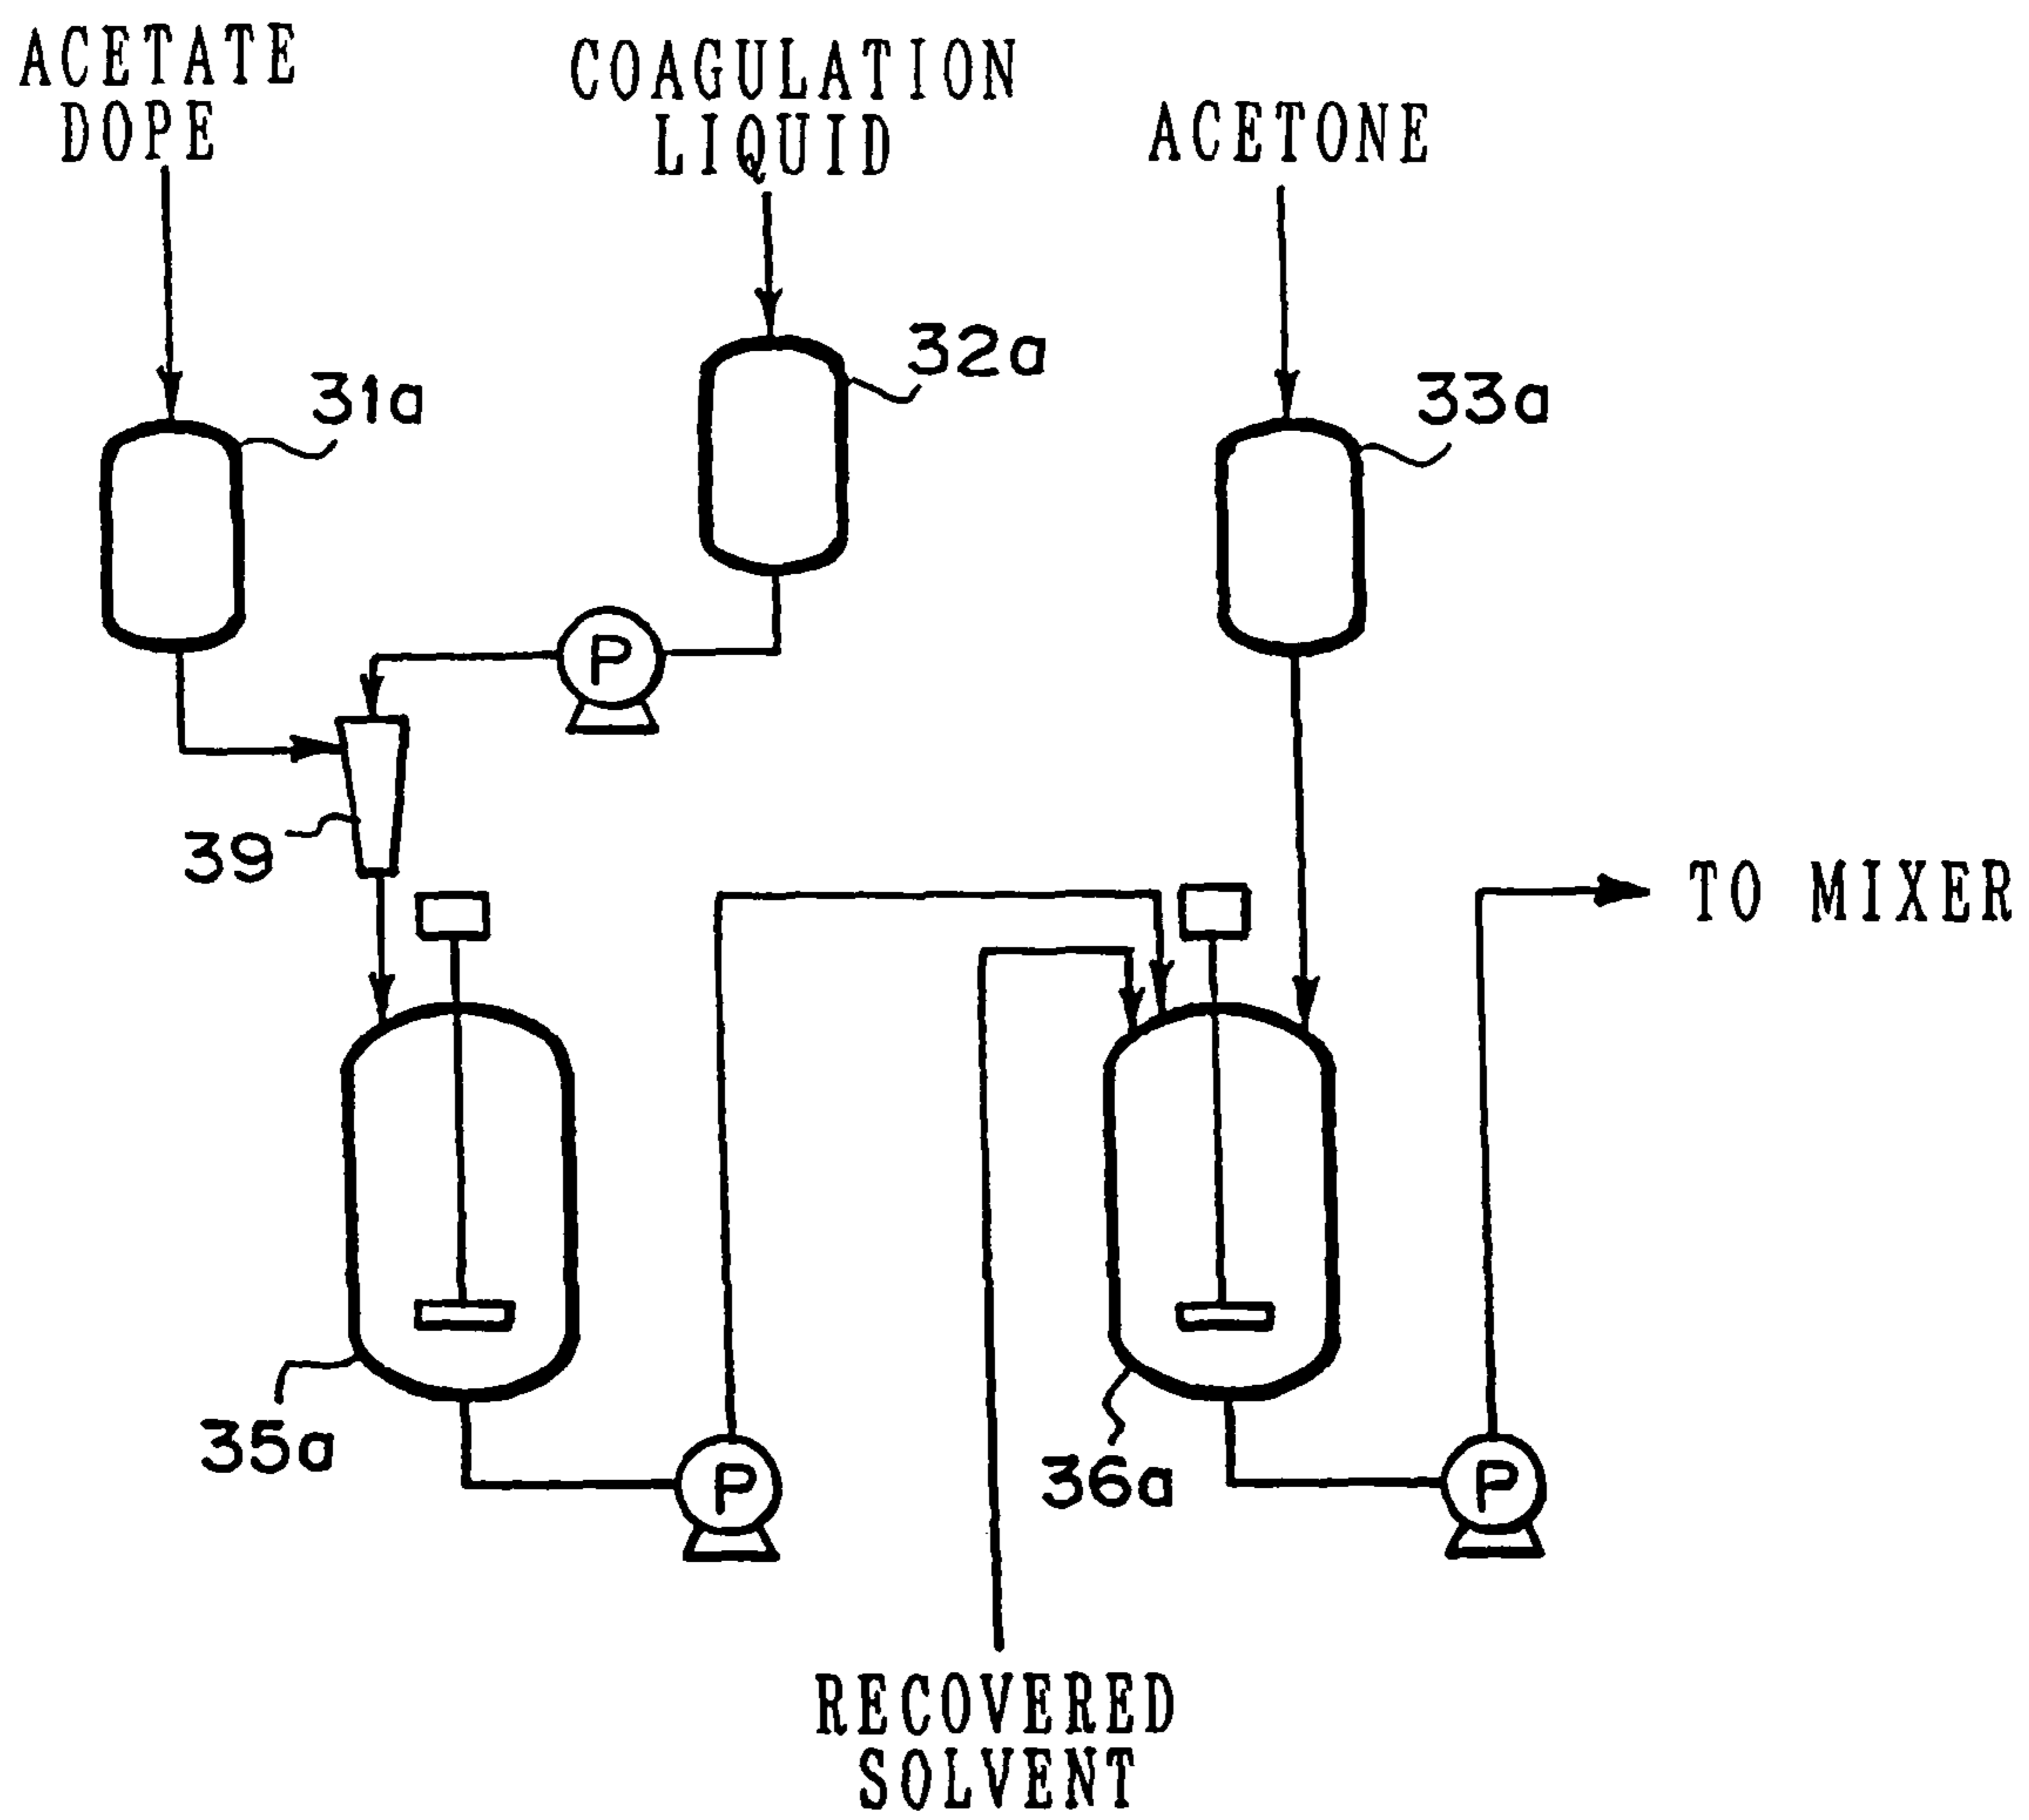 ACETATE
DOPE
COAGULATION
LIQUID
ACETONE
31a
32a
33a
P
39
TO MIXER
35a
P
36a
P
RECOVERED
SOLVENT